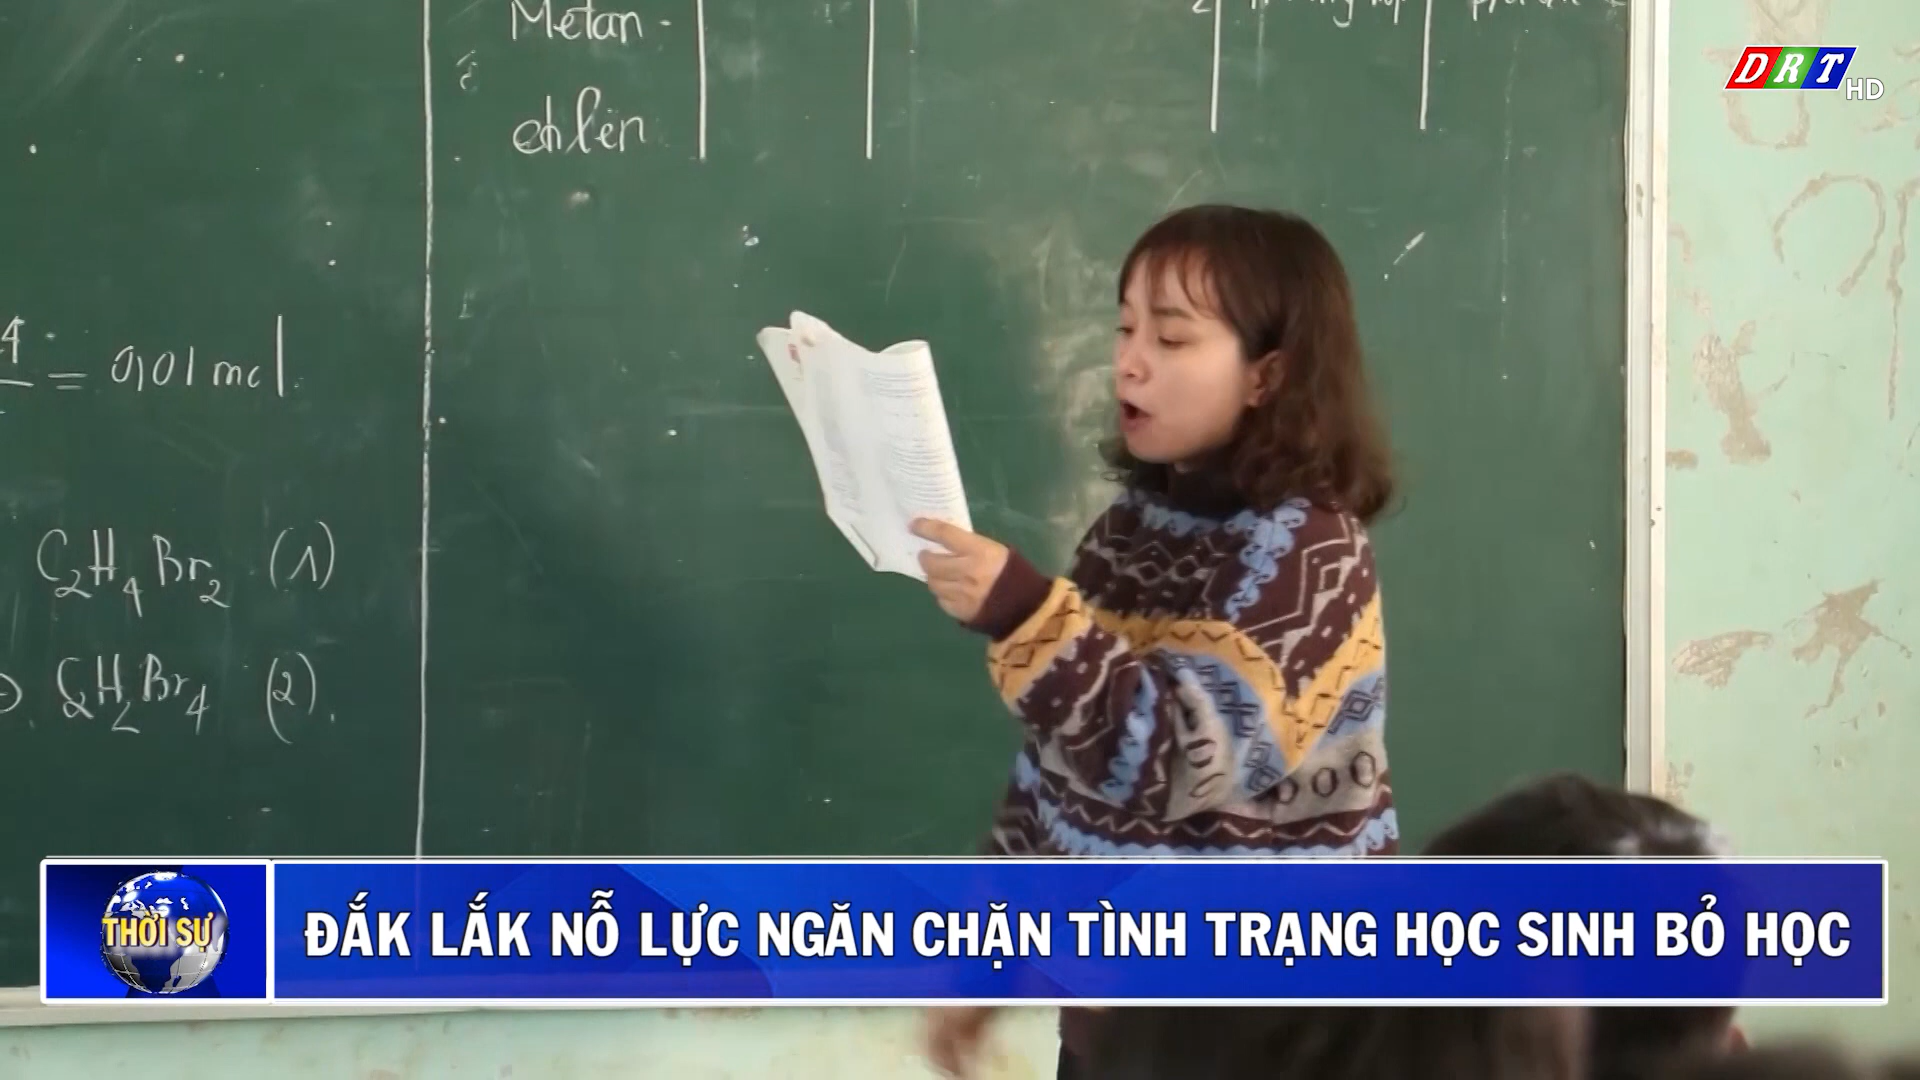 Metan
etilen
DRT HD
4
= 0,01 mol
C2H4Br2 (1)
C2H2Br4 (2).
THỜI SỰ
ĐẮK LẮK NỖ LỰC NGĂN CHẶN TÌNH TRẠNG HỌC SINH BỎ HỌC